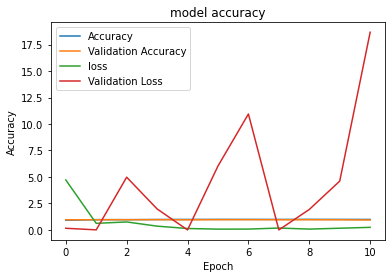 model accuracy
Accuracy
Validation Accuracy
loss
Validation Loss
17.5
15.0
12.5
10.0
7.5
5.0
2.5
0.0
Accuracy
0 2 4 6 8 10
Epoch